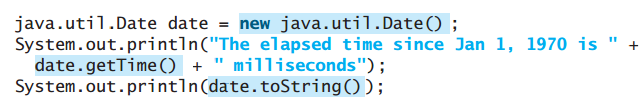 java.util.Date date = new java.util.Date();
System.out.println("The elapsed time since Jan 1, 1970 is " +
date.getTime() + " milliseconds");
System.out.println(date.toString());